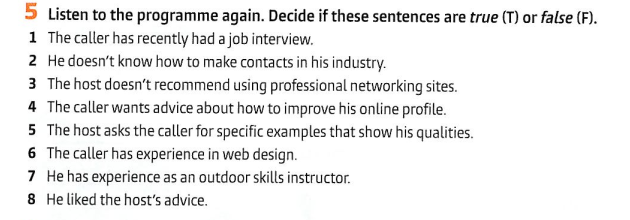 5 Listen to the programme again. Decide if these sentences are true (T) or false (F).
1 The caller has recently had a job interview.
2 He doesn't know how to make contacts in his industry.
3 The host doesn't recommend using professional networking sites.
4 The caller wants advice about how to improve his online profile.
5 The host asks the caller for specific examples that show his qualities.
6 The caller has experience in web design.
7 He has experience as an outdoor skills instructor.
8 He liked the host's advice.